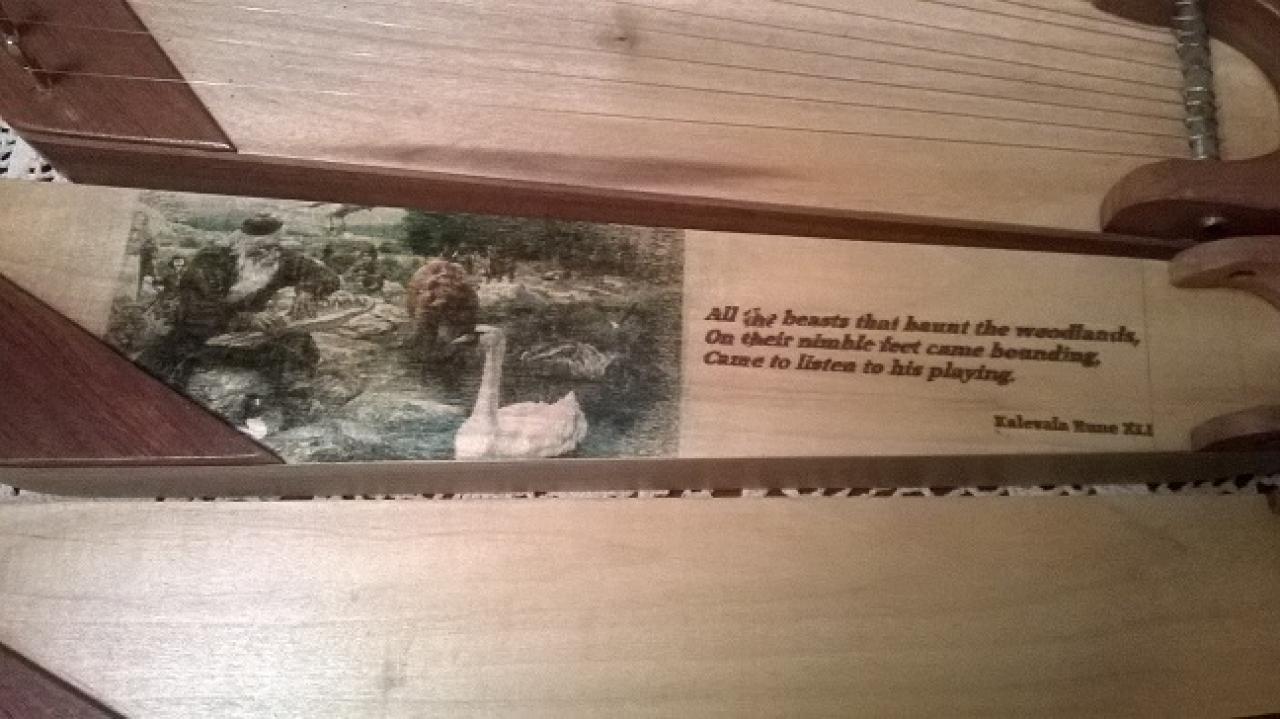 All the beasts that haunt the woodlands,
On their nimble feet came bounding,
Came to listen to his playing.
Kalevala Rune XLI